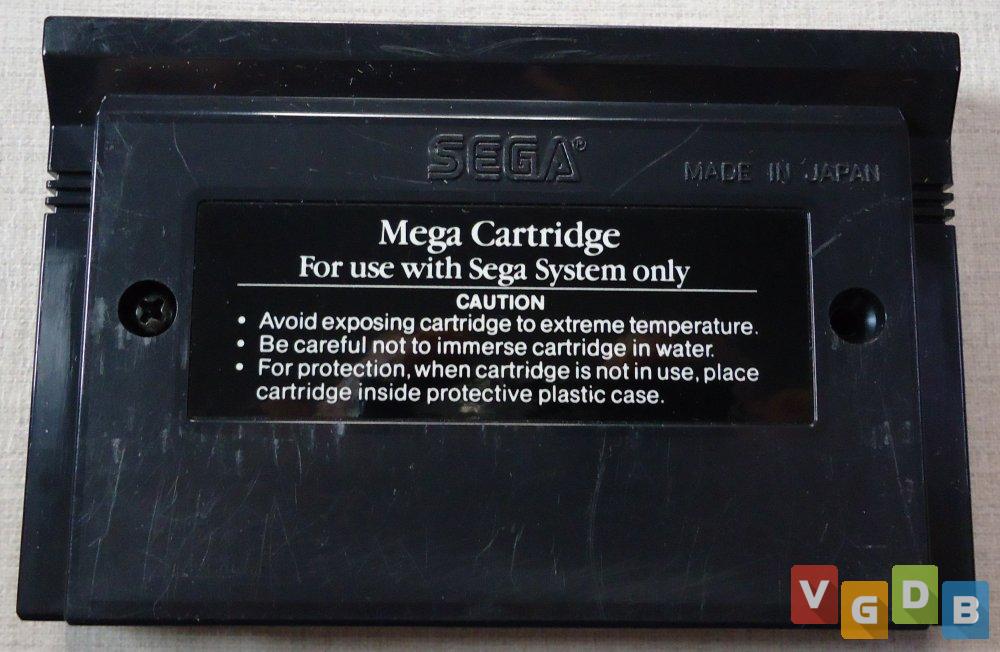 SEGA®
MADE IN JAPAN
Mega Cartridge
For use with Sega System only
CAUTION
• Avoid exposing cartridge to extreme temperature.
• Be careful not to immerse cartridge in water.
• For protection, when cartridge is not in use, place
cartridge inside protective plastic case.
VGDB